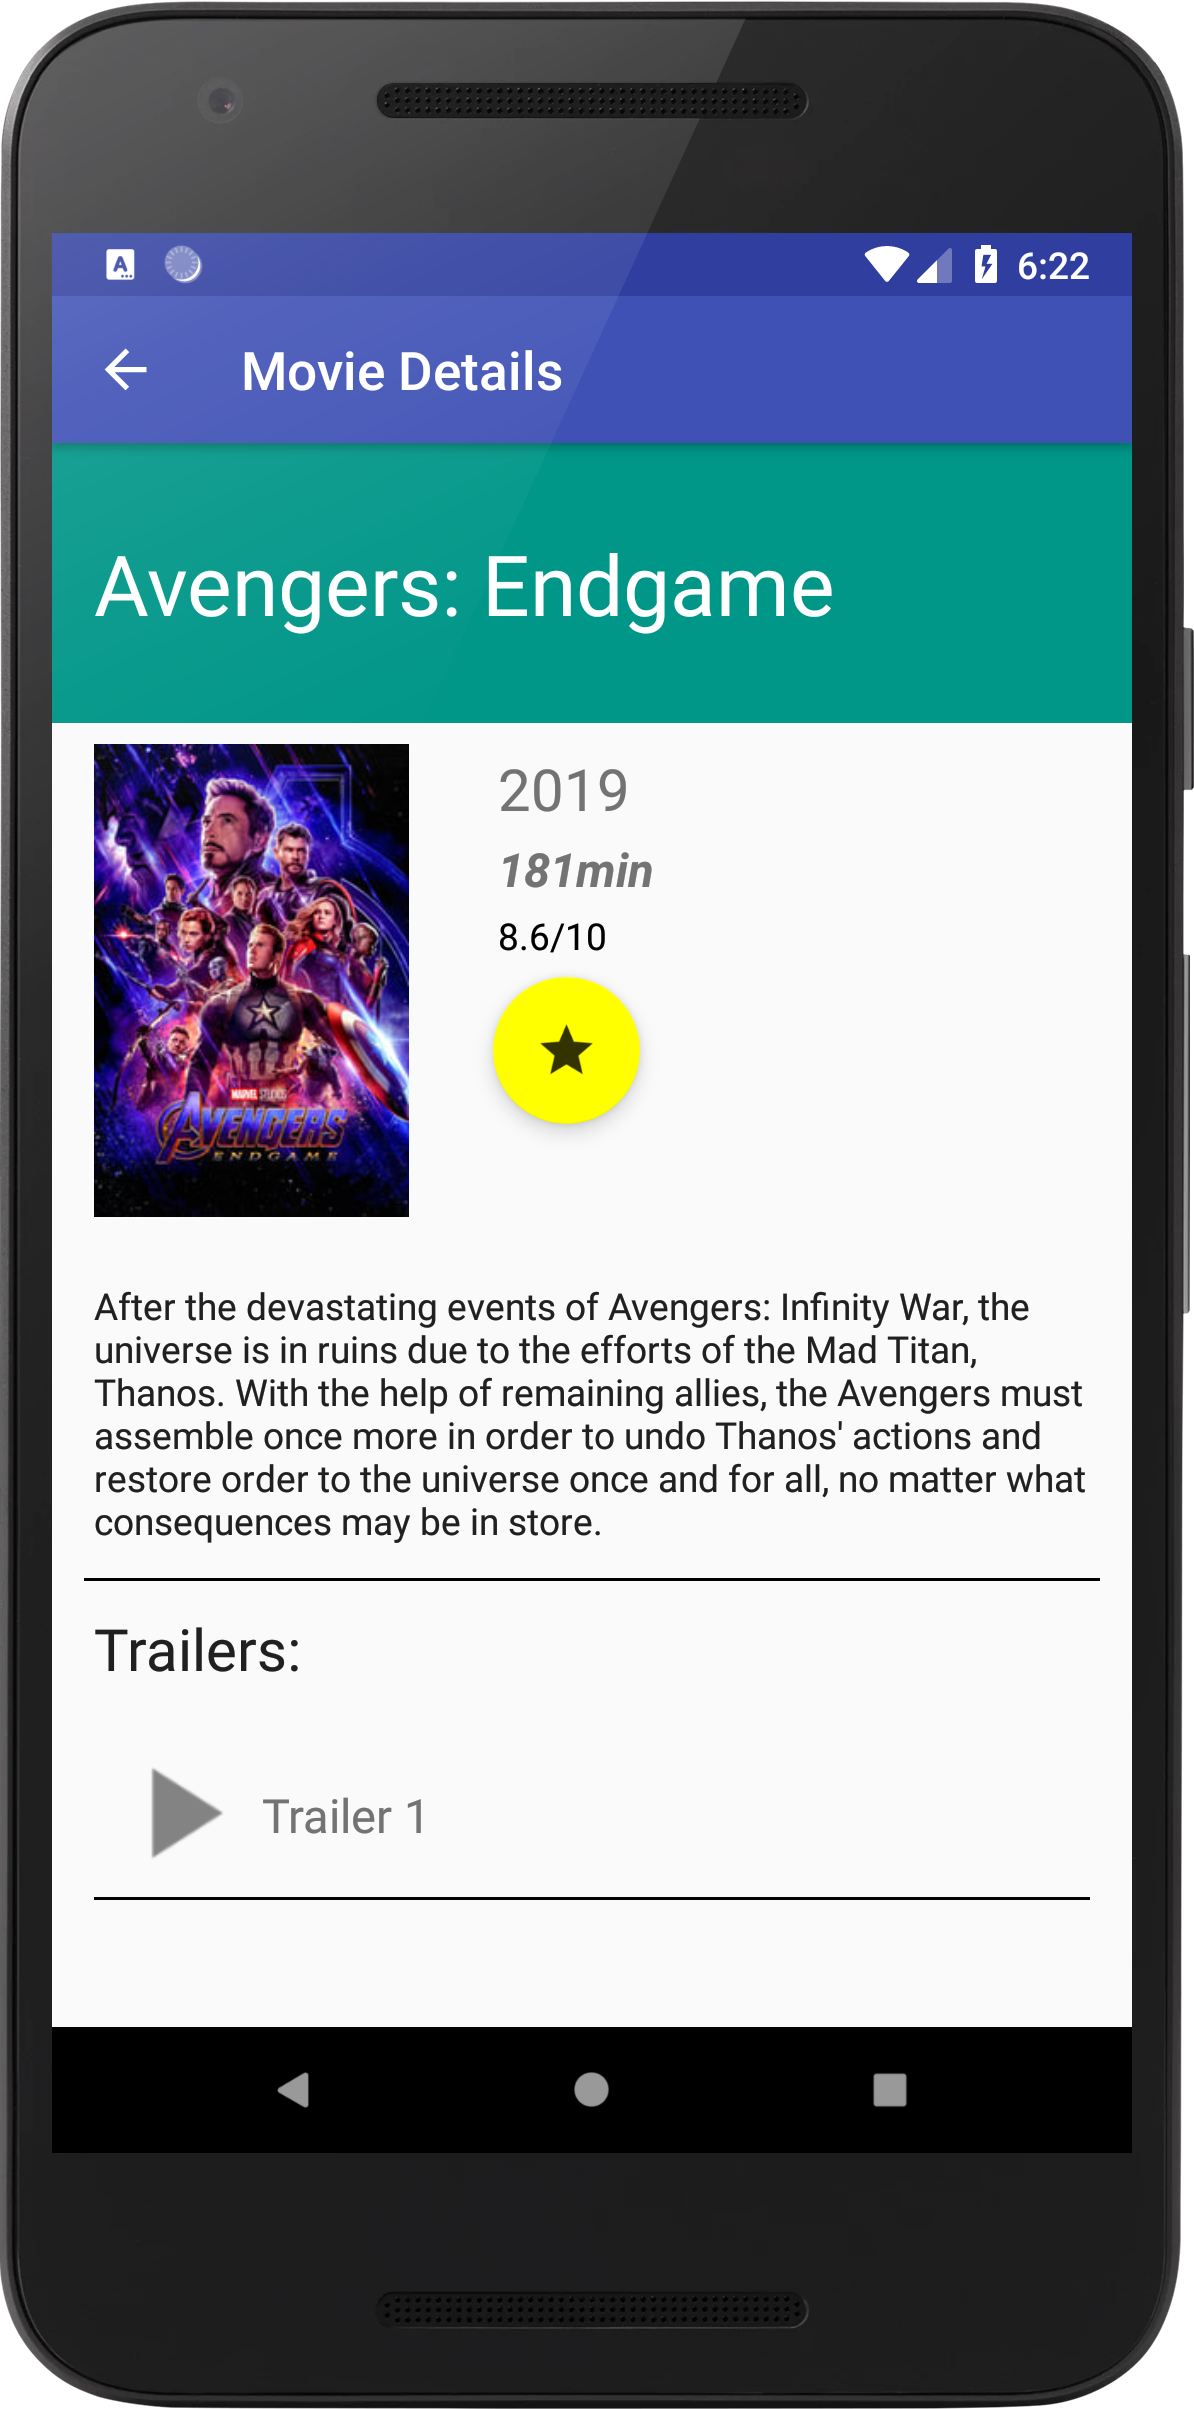 6:22
Movie Details
Avengers: Endgame
2019
181min
8.6/10
MARVEL STUDIOS
AVENGERS
ENDGAME
After the devastating events of Avengers: Infinity War, the
universe is in ruins due to the efforts of the Mad Titan,
Thanos. With the help of remaining allies, the Avengers must
assemble once more in order to undo Thanos' actions and
restore order to the universe once and for all, no matter what
consequences may be in store.
Trailers:
Trailer 1